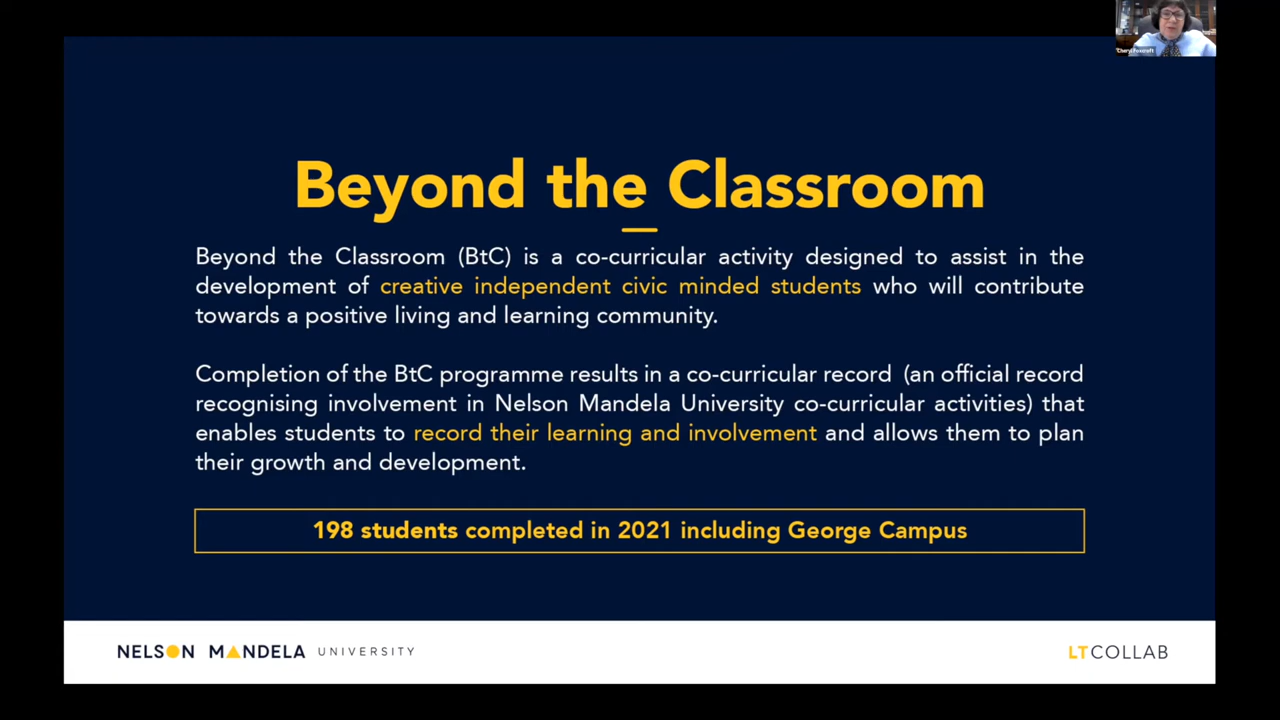 Cheryl Foxcroft
Beyond the Classroom
Beyond the Classroom (BtC) is a co-curricular activity designed to assist in the
development of creative independent civic minded students who will contribute
towards a positive living and learning community.
Completion of the BtC programme results in a co-curricular record (an official record
recognising involvement in Nelson Mandela University co-curricular activities) that
enables students to record their learning and involvement and allows them to plan
their growth and development.
198 students completed in 2021 including George Campus
NELSON MANDELA UNIVERSITY
LTCOLLAB